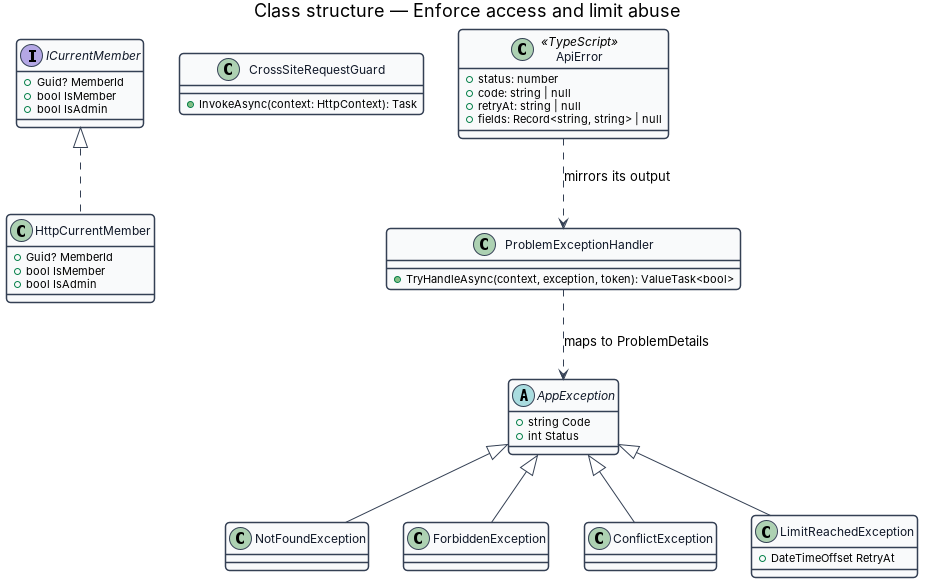 Class structure — Enforce access and limit abuse
I ICurrentMember
Guid? MemberId
bool IsMember
bool IsAdmin
C CrossSiteRequestGuard
InvokeAsync(context: HttpContext): Task
C «TypeScript»
ApiError
status: number
code: string | null
retryAt: string | null
fields: Record<string, string> | null
mirrors its output
C HttpCurrentMember
Guid? MemberId
bool IsMember
bool IsAdmin
C ProblemExceptionHandler
TryHandleAsync(context, exception, token): ValueTask<bool>
maps to ProblemDetails
A AppException
string Code
int Status
C NotFoundException
C ForbiddenException
C ConflictException
C LimitReachedException
DateTimeOffset RetryAt